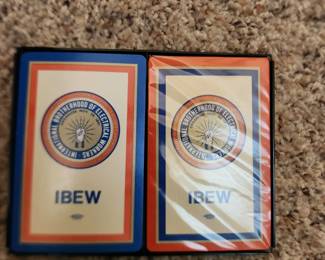 INTERNATIONAL BROTHERHOOD OF ELECTRICAL WORKERS
IBEW
INTERNATIONAL BROTHERHOOD OF ELECTRICAL WORKERS
IBEW